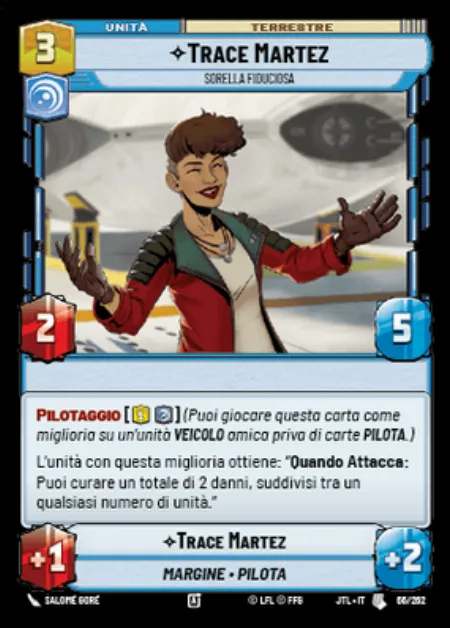 UNITÀ
TERRESTRE
3
✧TRACE MARTEZ
SORELLA FIDUCIOSA
2
5
PILOTAGGIO [1] (Puoi giocare questa carta come
miglioria su un'unità VEICOLO amica priva di carte PILOTA.)
L'unità con questa miglioria ottiene: "Quando Attacca:
Puoi curare un totale di 2 danni, suddivisi tra un
qualsiasi numero di unità."
+1
✧TRACE MARTEZ
+2
MARGINE • PILOTA
SALOMÉ GORÉ
A
© LFL © FFG
JTL • IT
66/262